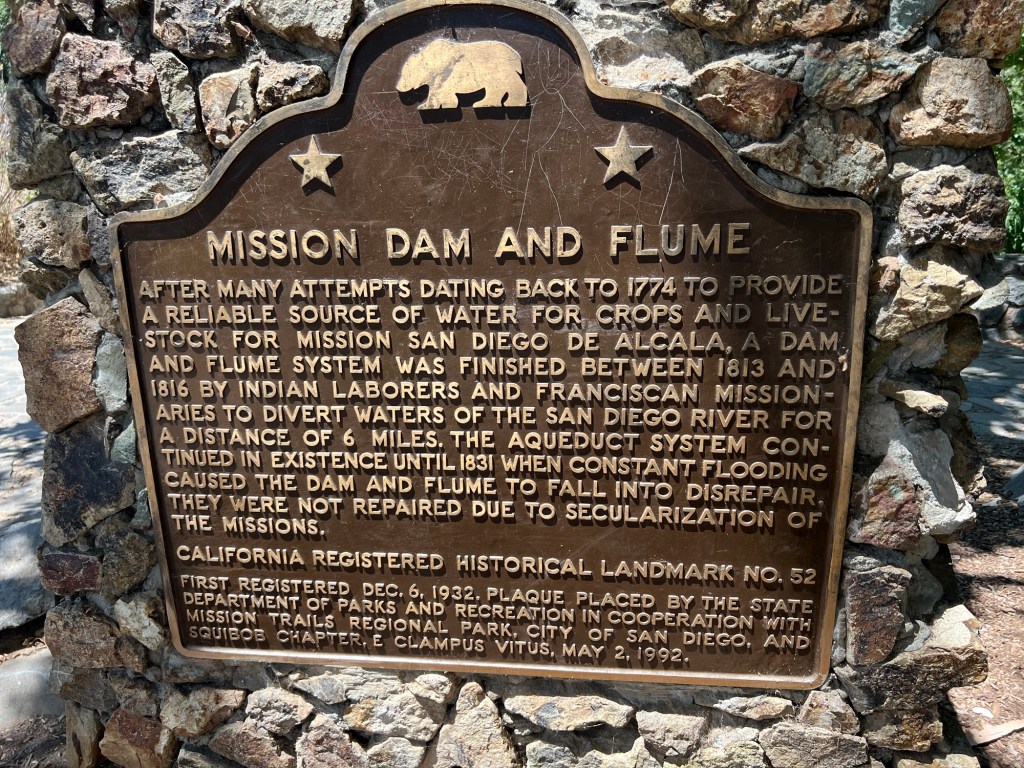 MISSION DAM AND FLUME
AFTER MANY ATTEMPTS DATING BACK TO 1774 TO PROVIDE
A RELIABLE SOURCE OF WATER FOR CROPS AND LIVE-
STOCK FOR MISSION SAN DIEGO DE ALCALA, A DAM
AND FLUME SYSTEM WAS FINISHED BETWEEN 1813 AND
1816 BY INDIAN LABORERS AND FRANCISCAN MISSION-
ARIES TO DIVERT WATERS OF THE SAN DIEGO RIVER FOR
A DISTANCE OF 6 MILES. THE AQUEDUCT SYSTEM CON-
TINUED IN EXISTENCE UNTIL 1831 WHEN CONSTANT FLOODING
CAUSED THE DAM AND FLUME TO FALL INTO DISREPAIR.
THEY WERE NOT REPAIRED DUE TO SECULARIZATION OF
THE MISSIONS.
CALIFORNIA REGISTERED HISTORICAL LANDMARK NO. 52
FIRST REGISTERED DEC. 6, 1932. PLAQUE PLACED BY THE STATE
DEPARTMENT OF PARKS AND RECREATION IN COOPERATION WITH
MISSION TRAILS REGIONAL PARK, CITY OF SAN DIEGO, AND
SQUIBOB CHAPTER, E CLAMPUS VITUS, MAY 2, 1992.